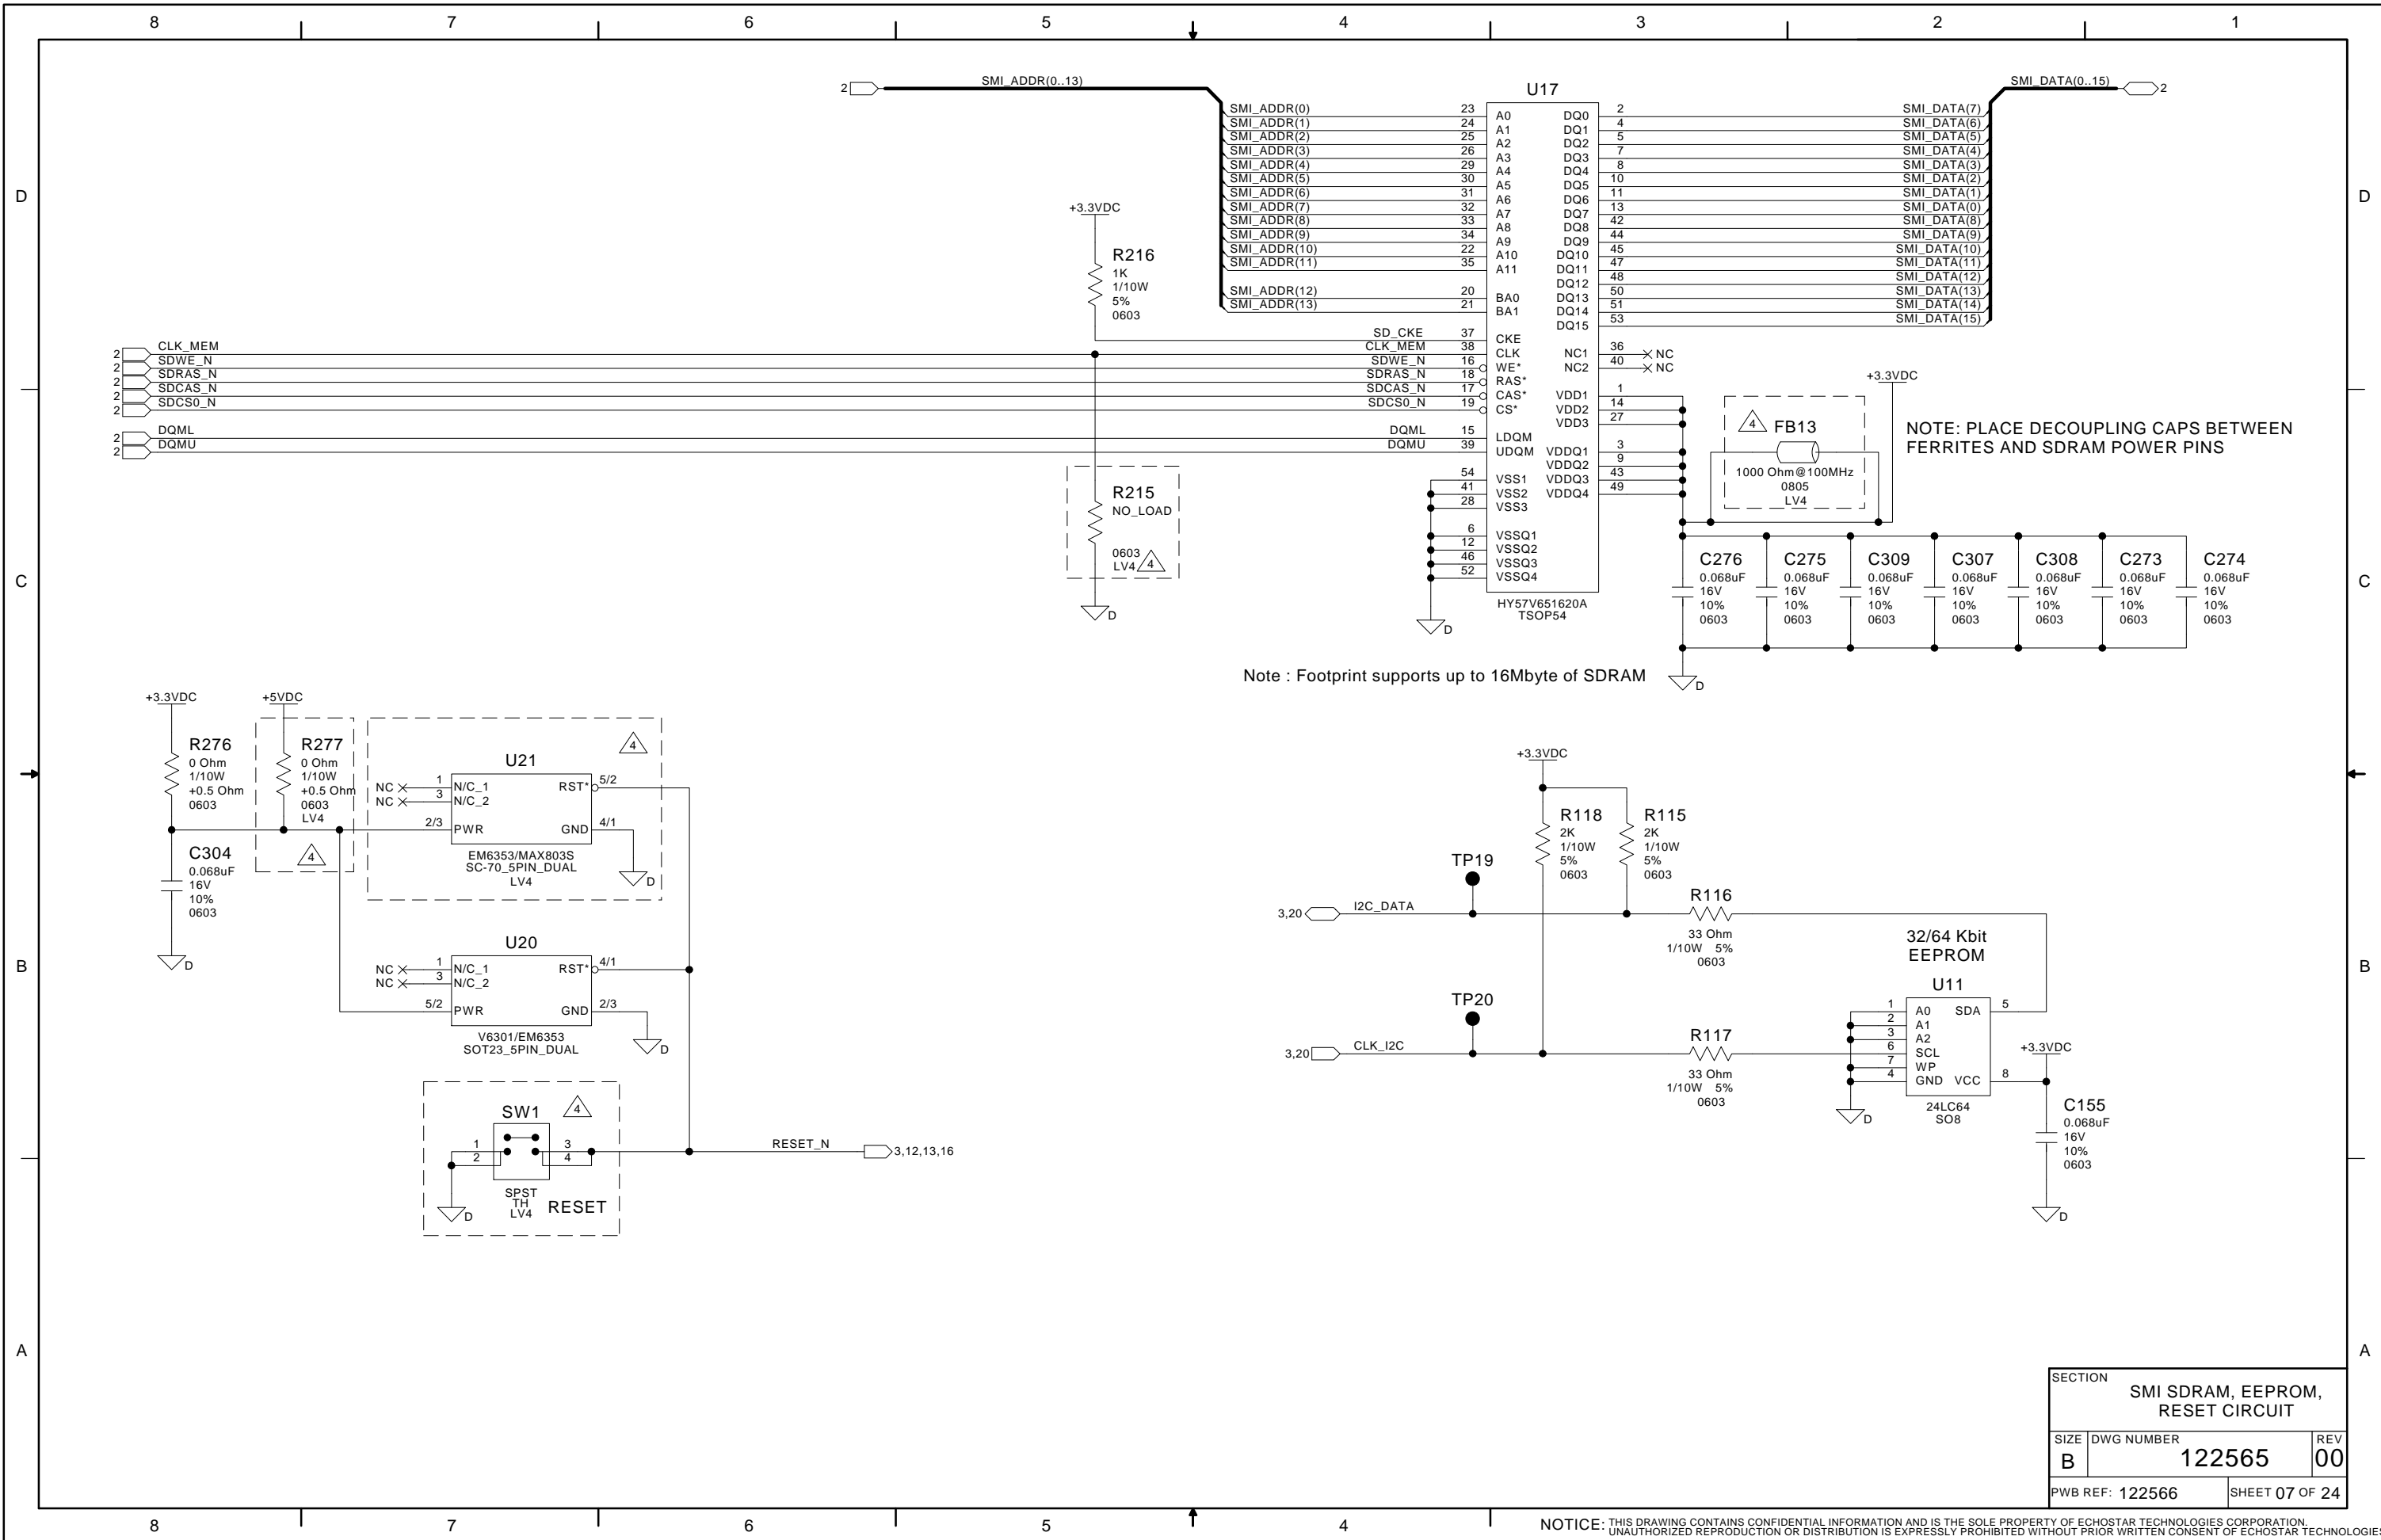 8 7 6 5 4 3 2 1
2 SMI_ADDR(0..13)
U17
SMI_DATA(0..15) 2
SMI_ADDR(0) 23 A0 DQ0 2 SMI_DATA(7)
SMI_ADDR(1) 24 A1 DQ1 4 SMI_DATA(6)
SMI_ADDR(2) 25 A2 DQ2 5 SMI_DATA(5)
SMI_ADDR(3) 26 A3 DQ3 7 SMI_DATA(4)
SMI_ADDR(4) 29 A4 DQ4 8 SMI_DATA(3)
SMI_ADDR(5) 30 A5 DQ5 10 SMI_DATA(2)
SMI_ADDR(6) 31 A6 DQ6 11 SMI_DATA(1)
SMI_ADDR(7) 32 A7 DQ7 13 SMI_DATA(0)
SMI_ADDR(8) 33 A8 DQ8 42 SMI_DATA(8)
SMI_ADDR(9) 34 A9 DQ9 44 SMI_DATA(9)
SMI_ADDR(10) 22 A10 DQ10 45 SMI_DATA(10)
SMI_ADDR(11) 35 A11 DQ11 47 SMI_DATA(11)
DQ12 48 SMI_DATA(12)
SMI_ADDR(12) 20 BA0 DQ13 50 SMI_DATA(13)
SMI_ADDR(13) 21 BA1 DQ14 51 SMI_DATA(14)
DQ15 53 SMI_DATA(15)
D D
+3.3VDC
R216
1K
1/10W
5%
0603
SD_CKE 37 CKE
2 CLK_MEM CLK_MEM 38 CLK NC1 36 NC
2 SDWE_N SDWE_N 16 WE* NC2 40 NC
2 SDRAS_N SDRAS_N 18 RAS*
2 SDCAS_N SDCAS_N 17 CAS* VDD1 1
2 SDCS0_N SDCS0_N 19 CS* VDD2 14
VDD3 27
2 DQML DQML 15 LDQM
2 DQMU DQMU 39 UDQM VDDQ1 3
VDDQ2 9
54 VSS1 VDDQ3 43
41 VSS2 VDDQ4 49
28 VSS3
6 VSSQ1
12 VSSQ2
46 VSSQ3
52 VSSQ4
HY57V651620A
TSOP54
D
R215
NO_LOAD
0603
LV4 4
D
+3.3VDC
4 FB13
1000 Ohm@100MHz
0805
LV4
NOTE: PLACE DECOUPLING CAPS BETWEEN
FERRITES AND SDRAM POWER PINS
C276 C275 C309 C307 C308 C273 C274
0.068uF 0.068uF 0.068uF 0.068uF 0.068uF 0.068uF 0.068uF
16V 16V 16V 16V 16V 16V 16V
10% 10% 10% 10% 10% 10% 10%
0603 0603 0603 0603 0603 0603 0603
D
C C
Note : Footprint supports up to 16Mbyte of SDRAM
+3.3VDC +5VDC
R276
0 Ohm
1/10W
+0.5 Ohm
0603
R277
0 Ohm
1/10W
+0.5 Ohm
0603
LV4
4
C304
0.068uF
16V
10%
0603
D
4
U21
NC 1 N/C_1 RST* 5/2
NC 3 N/C_2
2/3 PWR GND 4/1
EM6353/MAX803S
SC-70_5PIN_DUAL
LV4
D
U20
NC 1 N/C_1 RST* 4/1
NC 3 N/C_2
5/2 PWR GND 2/3
V6301/EM6353
SOT23_5PIN_DUAL
D
SW1 4
1 3
2 4
SPST
TH
LV4
RESET
D
RESET_N 3,12,13,16
+3.3VDC
R118
2K
1/10W
5%
0603
R115
2K
1/10W
5%
0603
TP19
3,20 I2C_DATA
R116
33 Ohm
1/10W 5%
0603
TP20
3,20 CLK_I2C
R117
33 Ohm
1/10W 5%
0603
32/64 Kbit
EEPROM
U11
1 A0 SDA 5
2 A1
3 A2
6 SCL
7 WP
4 GND VCC 8
24LC64
SO8
D
+3.3VDC
C155
0.068uF
16V
10%
0603
D
B B
A A
SECTION
SMI SDRAM, EEPROM,
RESET CIRCUIT
SIZE DWG NUMBER REV
B 122565 00
PWB REF: 122566 SHEET 07 OF 24
8 7 6 5 4
NOTICE: THIS DRAWING CONTAINS CONFIDENTIAL INFORMATION AND IS THE SOLE PROPERTY OF ECHOSTAR TECHNOLOGIES CORPORATION.
UNAUTHORIZED REPRODUCTION OR DISTRIBUTION IS EXPRESSLY PROHIBITED WITHOUT PRIOR WRITTEN CONSENT OF ECHOSTAR TECHNOLOGIES